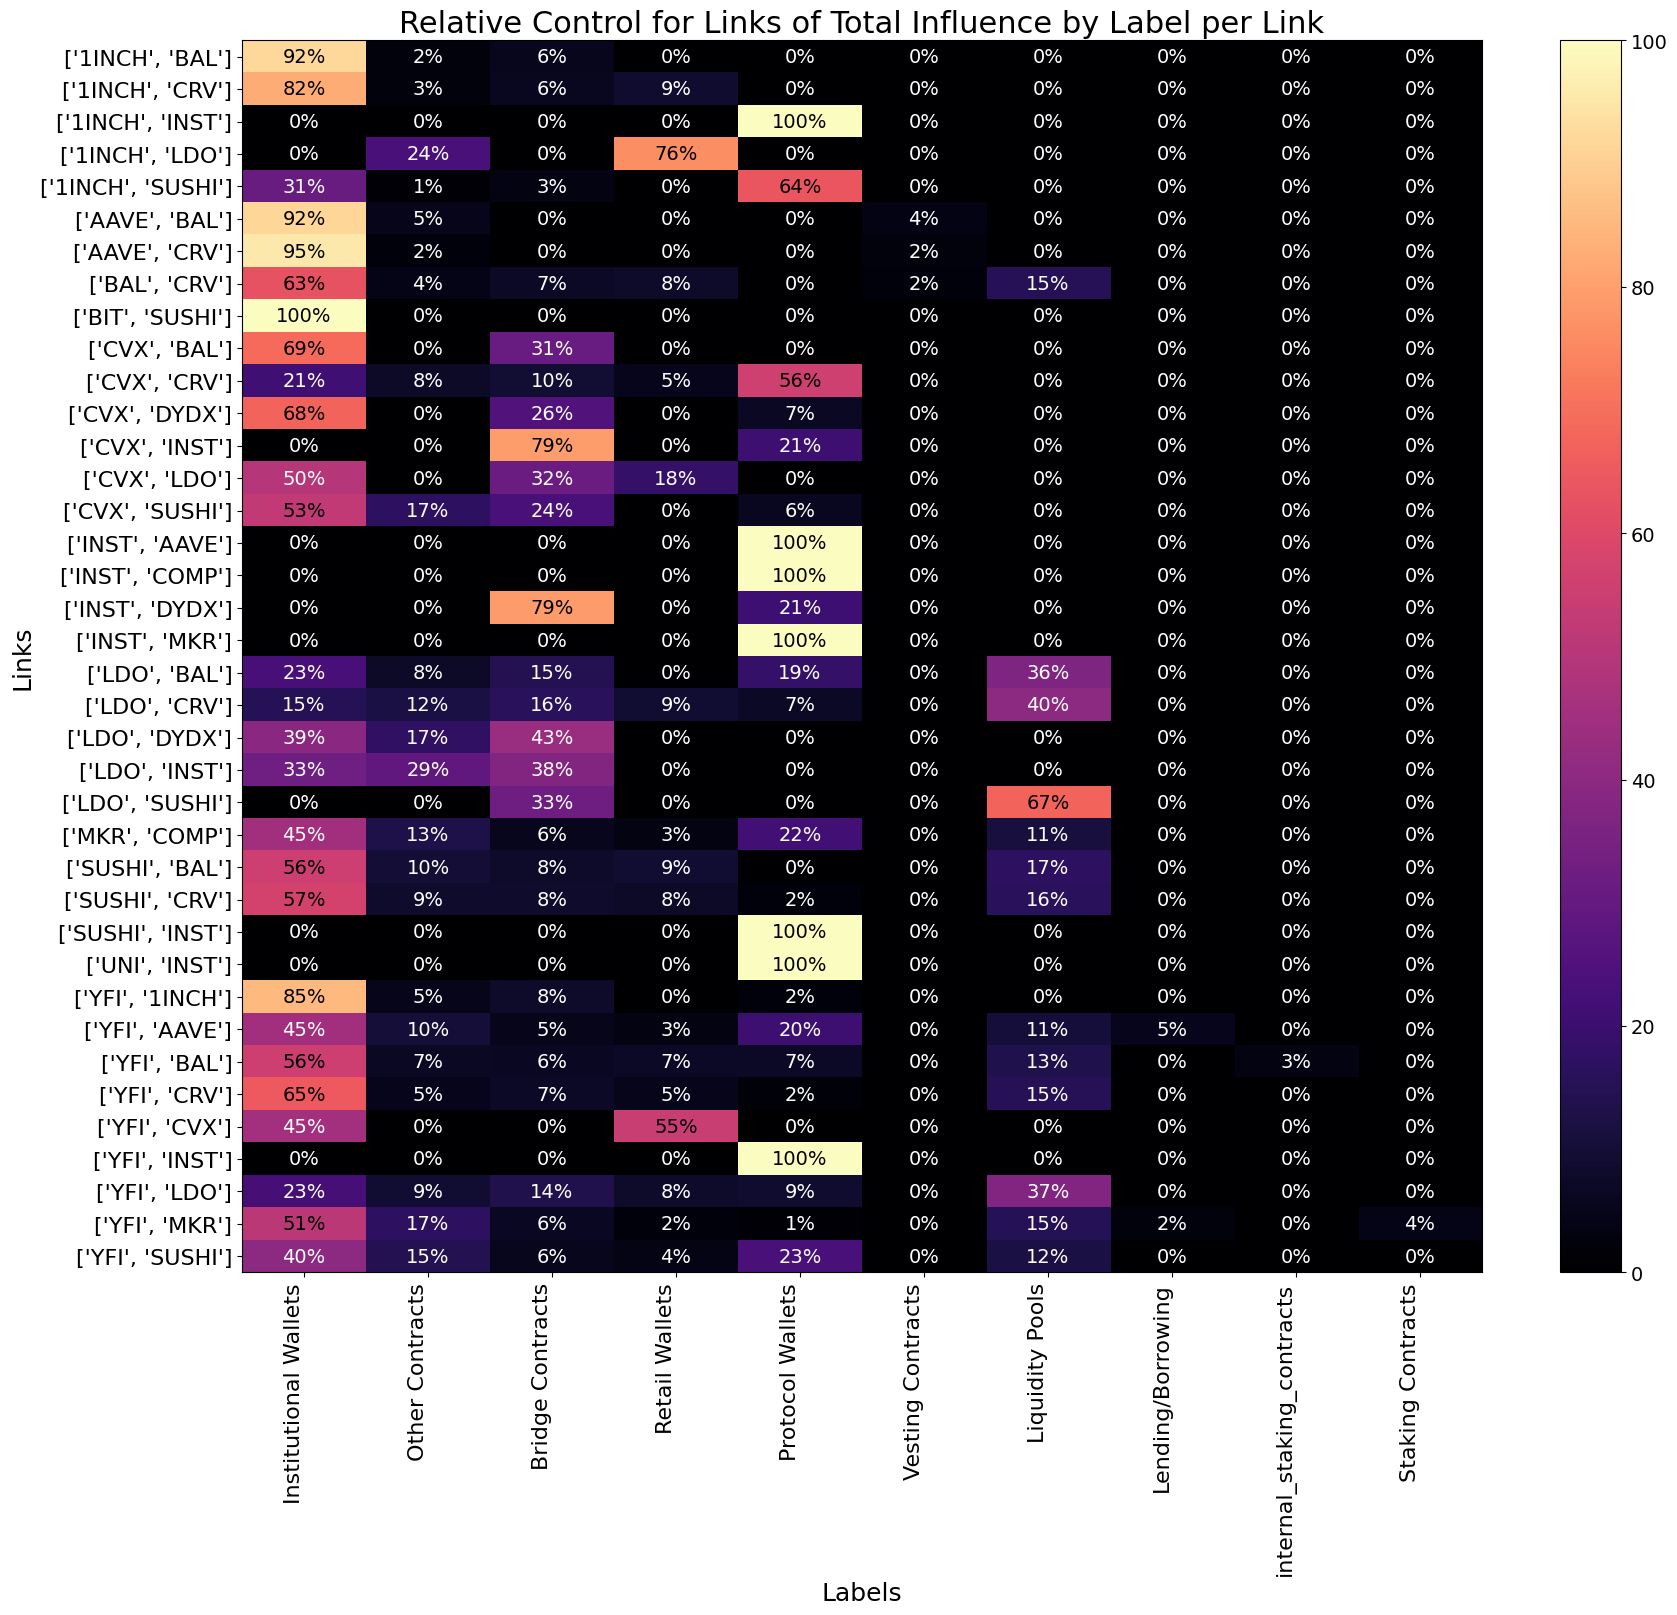 Relative Control for Links of Total Influence by Label per Link
['1INCH', 'BAL'] 92% 2% 6% 0% 0% 0% 0% 0% 0% 0%
['1INCH', 'CRV'] 82% 3% 6% 9% 0% 0% 0% 0% 0% 0%
['1INCH', 'INST'] 0% 0% 0% 0% 100% 0% 0% 0% 0% 0%
['1INCH', 'LDO'] 0% 24% 0% 76% 0% 0% 0% 0% 0% 0%
['1INCH', 'SUSHI'] 31% 1% 3% 0% 64% 0% 0% 0% 0% 0%
['AAVE', 'BAL'] 92% 5% 0% 0% 0% 4% 0% 0% 0% 0%
['AAVE', 'CRV'] 95% 2% 0% 0% 0% 2% 0% 0% 0% 0%
['BAL', 'CRV'] 63% 4% 7% 8% 0% 2% 15% 0% 0% 0%
['BIT', 'SUSHI'] 100% 0% 0% 0% 0% 0% 0% 0% 0% 0%
['CVX', 'BAL'] 69% 0% 31% 0% 0% 0% 0% 0% 0% 0%
['CVX', 'CRV'] 21% 8% 10% 5% 56% 0% 0% 0% 0% 0%
['CVX', 'DYDX'] 68% 0% 26% 0% 7% 0% 0% 0% 0% 0%
['CVX', 'INST'] 0% 0% 79% 0% 21% 0% 0% 0% 0% 0%
['CVX', 'LDO'] 50% 0% 32% 18% 0% 0% 0% 0% 0% 0%
['CVX', 'SUSHI'] 53% 17% 24% 0% 6% 0% 0% 0% 0% 0%
['INST', 'AAVE'] 0% 0% 0% 0% 100% 0% 0% 0% 0% 0%
['INST', 'COMP'] 0% 0% 0% 0% 100% 0% 0% 0% 0% 0%
['INST', 'DYDX'] 0% 0% 79% 0% 21% 0% 0% 0% 0% 0%
['INST', 'MKR'] 0% 0% 0% 0% 100% 0% 0% 0% 0% 0%
['LDO', 'BAL'] 23% 8% 15% 0% 19% 0% 36% 0% 0% 0%
['LDO', 'CRV'] 15% 12% 16% 9% 7% 0% 40% 0% 0% 0%
['LDO', 'DYDX'] 39% 17% 43% 0% 0% 0% 0% 0% 0% 0%
['LDO', 'INST'] 33% 29% 38% 0% 0% 0% 0% 0% 0% 0%
['LDO', 'SUSHI'] 0% 0% 33% 0% 0% 0% 67% 0% 0% 0%
['MKR', 'COMP'] 45% 13% 6% 3% 22% 0% 11% 0% 0% 0%
['SUSHI', 'BAL'] 56% 10% 8% 9% 0% 0% 17% 0% 0% 0%
['SUSHI', 'CRV'] 57% 9% 8% 8% 2% 0% 16% 0% 0% 0%
['SUSHI', 'INST'] 0% 0% 0% 0% 100% 0% 0% 0% 0% 0%
['UNI', 'INST'] 0% 0% 0% 0% 100% 0% 0% 0% 0% 0%
['YFI', '1INCH'] 85% 5% 8% 0% 2% 0% 0% 0% 0% 0%
['YFI', 'AAVE'] 45% 10% 5% 3% 20% 0% 11% 5% 0% 0%
['YFI', 'BAL'] 56% 7% 6% 7% 7% 0% 13% 0% 3% 0%
['YFI', 'CRV'] 65% 5% 7% 5% 2% 0% 15% 0% 0% 0%
['YFI', 'CVX'] 45% 0% 0% 55% 0% 0% 0% 0% 0% 0%
['YFI', 'INST'] 0% 0% 0% 0% 100% 0% 0% 0% 0% 0%
['YFI', 'LDO'] 23% 9% 14% 8% 9% 0% 37% 0% 0% 0%
['YFI', 'MKR'] 51% 17% 6% 2% 1% 0% 15% 2% 0% 4%
['YFI', 'SUSHI'] 40% 15% 6% 4% 23% 0% 12% 0% 0% 0%
Links
Institutional Wallets
Other Contracts
Bridge Contracts
Retail Wallets
Protocol Wallets
Vesting Contracts
Liquidity Pools
Lending/Borrowing
internal_staking_contracts
Staking Contracts
Labels
100
80
60
40
20
0